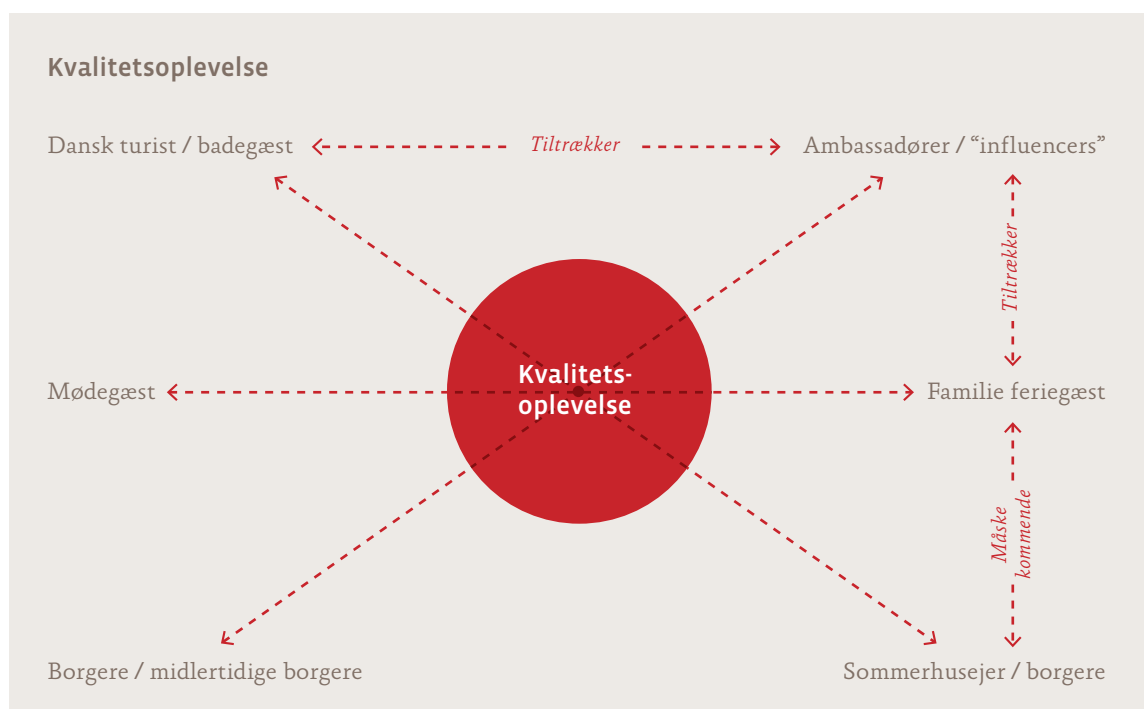 Kvalitetsoplevelse
Dansk turist / badegæst
Tiltrækker
Ambassadører / “influencers”
Tiltrækker
Kvalitets-
oplevelse
Mødegæst
Familie feriegæst
Måske
kommende
Borgere / midlertidige borgere
Sommerhusejer / borgere